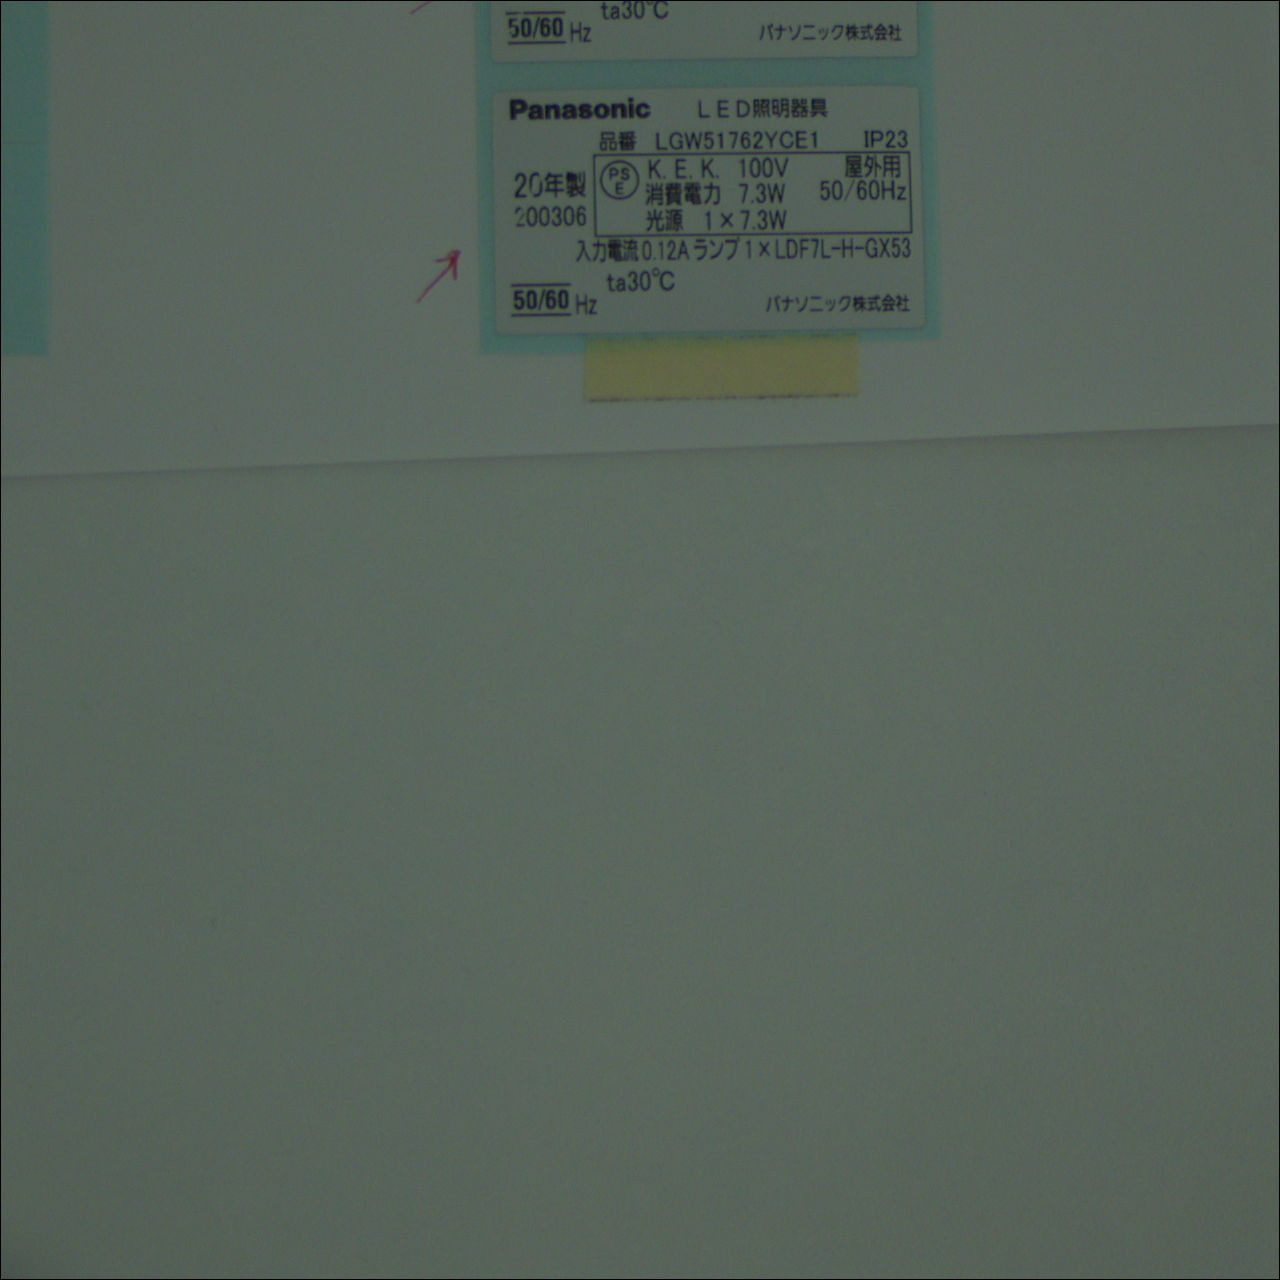 ta30℃
50/60 Hz パナソニック株式会社
Panasonic LED照明器具
品番 LGW51762YCE1 IP23
20年製 PSE K.E.K. 100V 屋外用
消費電力 7.3W 50/60Hz
200306 光源 1×7.3W
入力電流0.12A ランプ1×LDF7L-H-GX53
ta30℃
50/60 Hz パナソニック株式会社